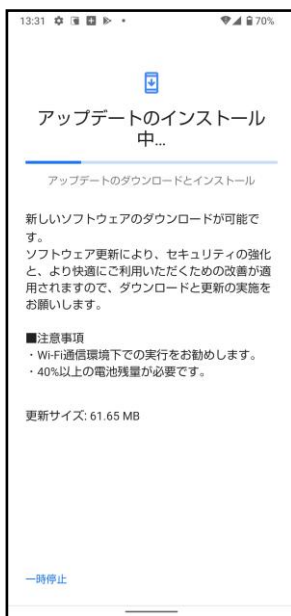 13:31 70%
アップデートのインストール
中...
アップデートのダウンロードとインストール
新しいソフトウェアのダウンロードが可能で
す。
ソフトウェア更新により、セキュリティの強化
と、より快適にご利用いただくための改善が適
用されますので、ダウンロードと更新の実施を
お願いします。
■注意事項
・Wi-Fi通信環境下での実行をお勧めします。
・40%以上の電池残量が必要です。
更新サイズ: 61.65 MB
一時停止